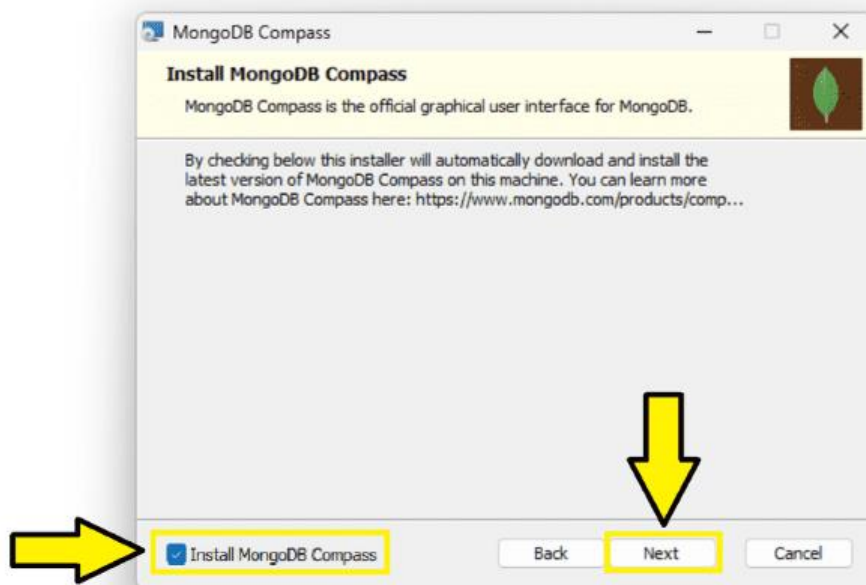 MongoDB Compass
Install MongoDB Compass
MongoDB Compass is the official graphical user interface for MongoDB.
By checking below this installer will automatically download and install the
latest version of MongoDB Compass on this machine. You can learn more
about MongoDB Compass here: https://www.mongodb.com/products/comp...
Install MongoDB Compass
Back
Next
Cancel